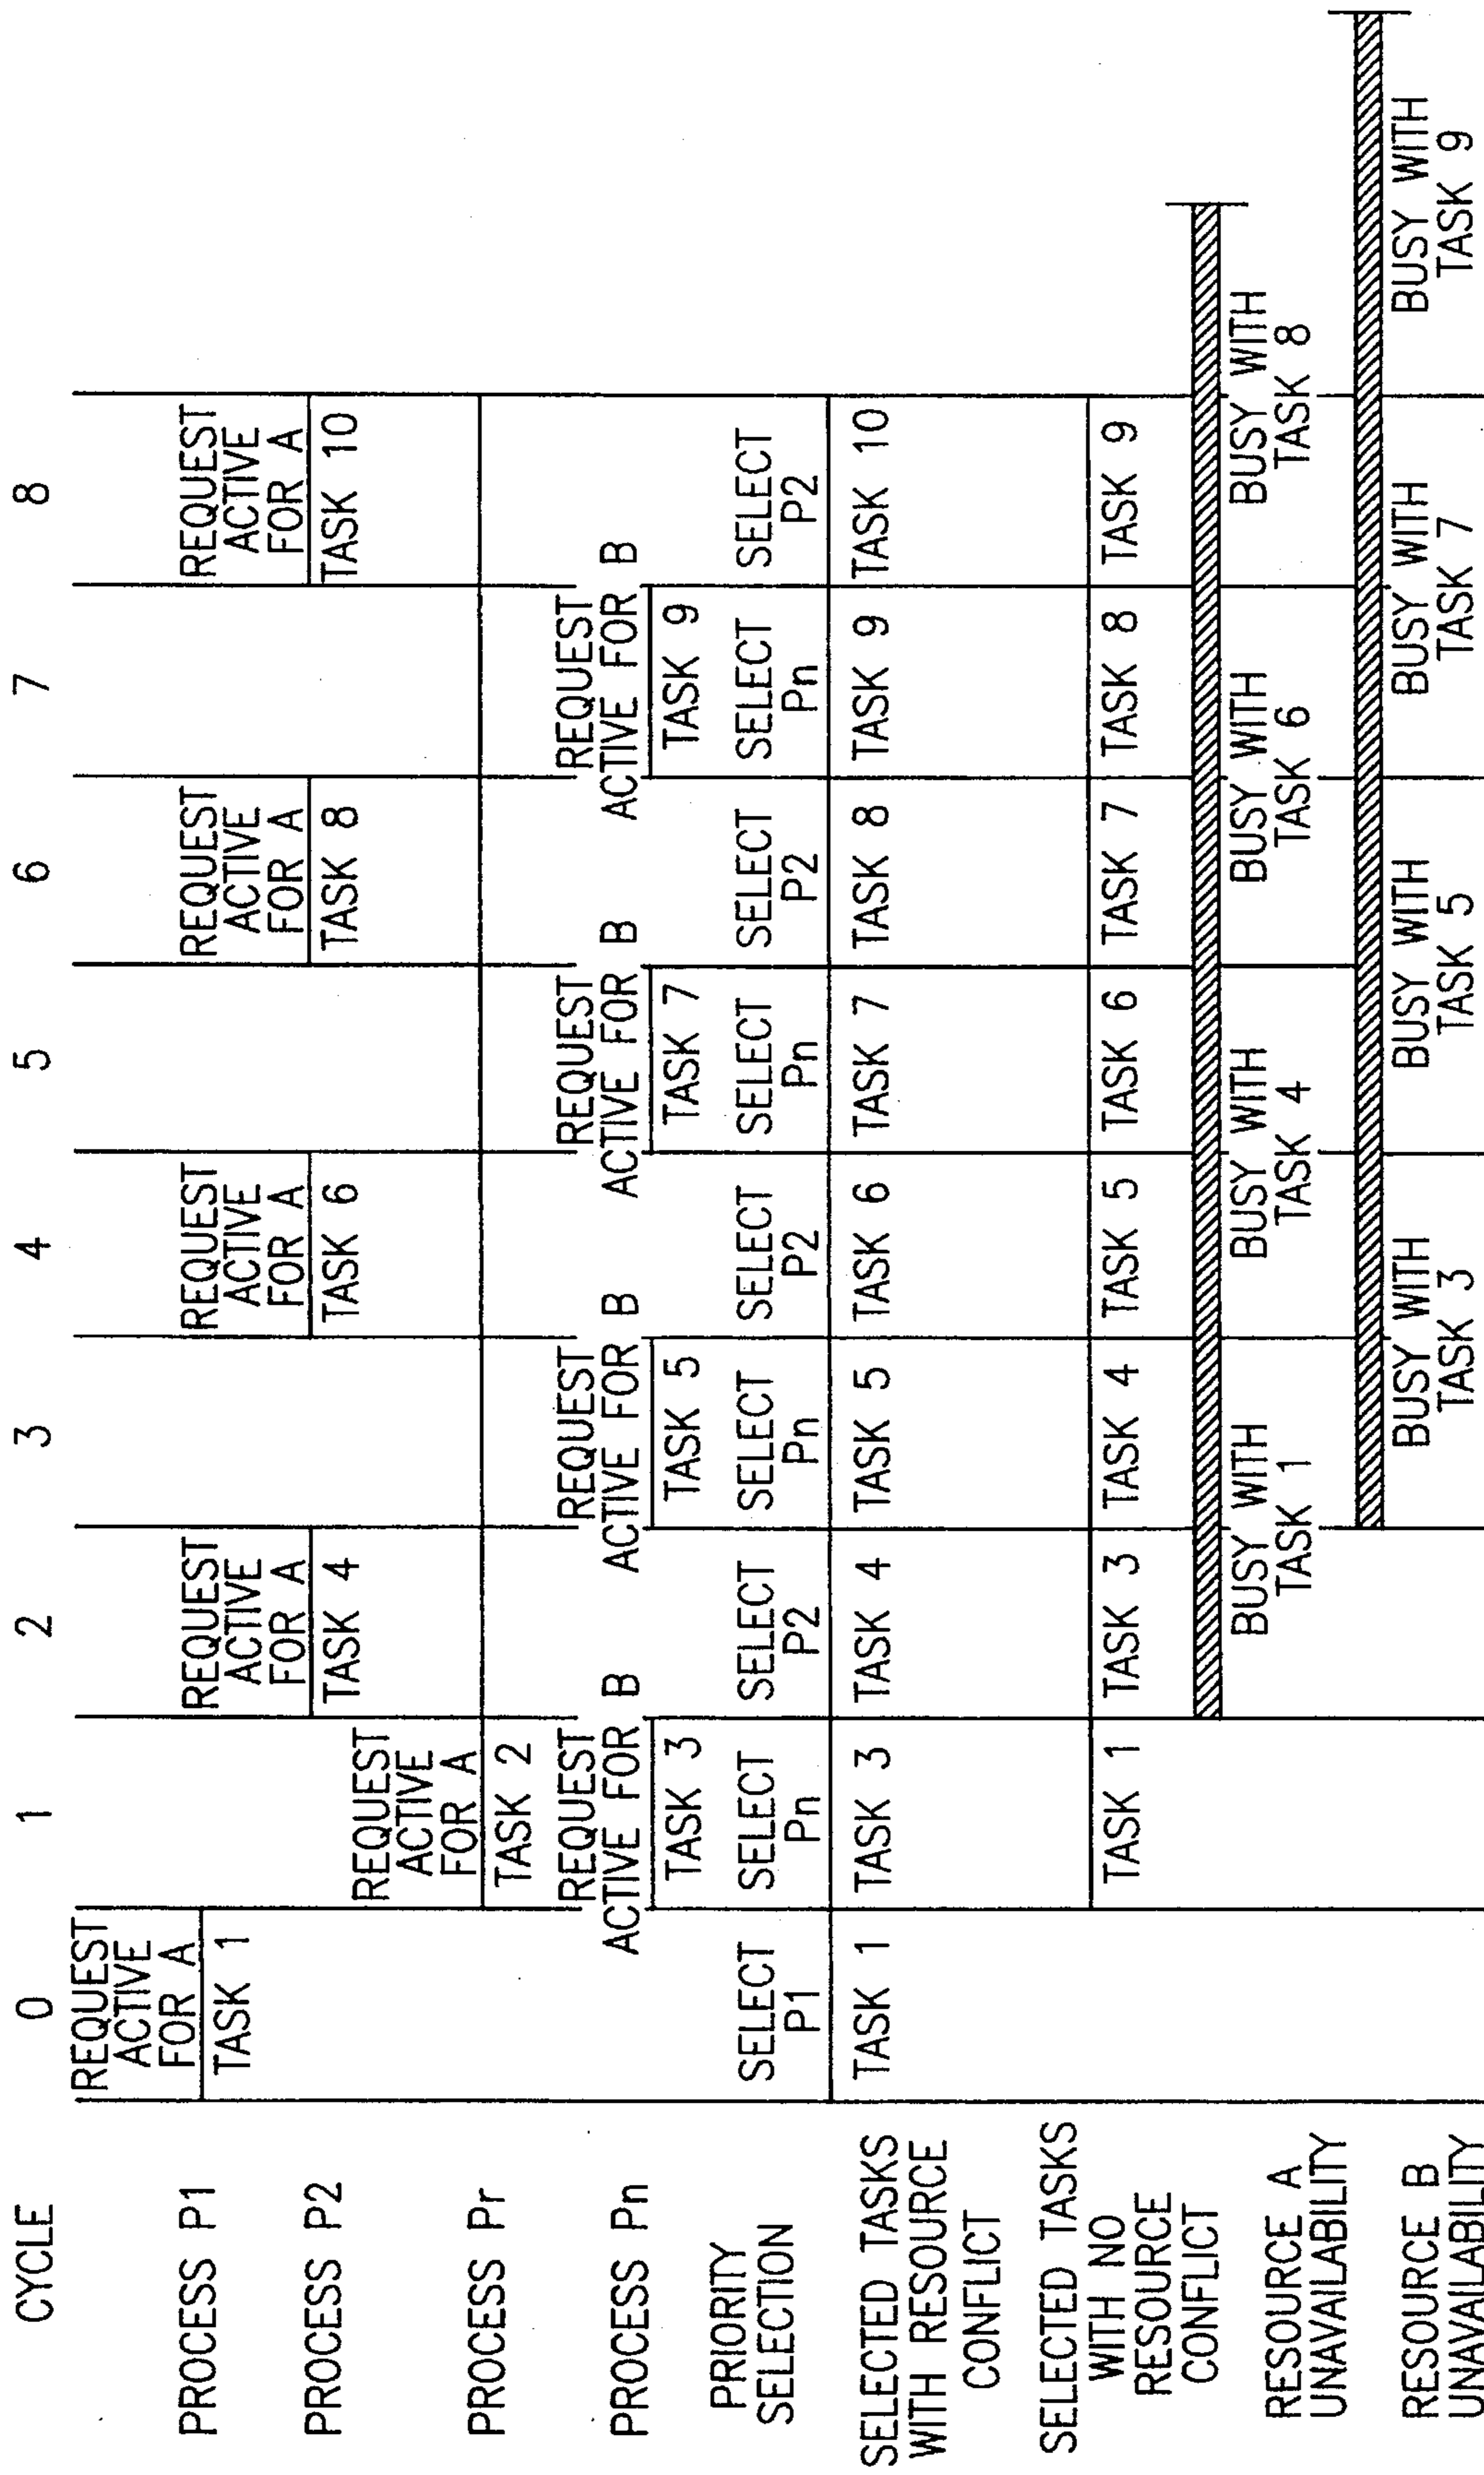 CYCLE 0 1 2 3 4 5 6 7 8
PROCESS P1
REQUEST
ACTIVE
FOR A
TASK 1
PROCESS P2
REQUEST
ACTIVE
FOR A
TASK 4
REQUEST
ACTIVE
FOR A
TASK 6
REQUEST
ACTIVE
FOR A
TASK 8
REQUEST
ACTIVE
FOR A
TASK 10
PROCESS Pr
REQUEST
ACTIVE
FOR A
TASK 2
PROCESS Pn
REQUEST
ACTIVE FOR B
TASK 3
REQUEST
ACTIVE FOR B
TASK 5
REQUEST
ACTIVE FOR B
TASK 7
REQUEST
ACTIVE FOR B
TASK 9
PRIORITY
SELECTION
SELECT
P1
SELECT
Pn
SELECT
P2
SELECT
Pn
SELECT
P2
SELECT
Pn
SELECT
P2
SELECT
Pn
SELECT
P2
SELECTED TASKS
WITH RESOURCE
CONFLICT
TASK 1 TASK 3 TASK 4 TASK 5 TASK 6 TASK 7 TASK 8 TASK 9 TASK 10
SELECTED TASKS
WITH NO
RESOURCE
CONFLICT
TASK 1 TASK 3 TASK 4 TASK 5 TASK 6 TASK 7 TASK 8 TASK 9
RESOURCE A
UNAVAILABILITY
BUSY WITH
TASK 1
BUSY WITH
TASK 4
BUSY WITH
TASK 6
BUSY WITH
TASK 8
RESOURCE B
UNAVAILABILITY
BUSY WITH
TASK 3
BUSY WITH
TASK 5
BUSY WITH
TASK 7
BUSY WITH
TASK 9